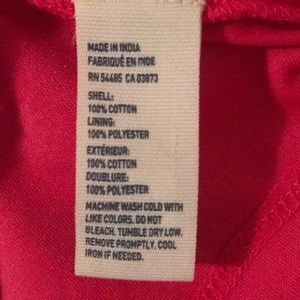 MADE IN INDIA
FABRIQUÉ EN INDE
RN 54485 CA 03873
SHELL:
100% COTTON
LINING:
100% POLYESTER
EXTÉRIEUR:
100% COTTON
DOUBLURE:
100% POLYESTER
MACHINE WASH COLD WITH
LIKE COLORS. DO NOT
BLEACH. TUMBLE DRY LOW.
REMOVE PROMPTLY. COOL
IRON IF NEEDED.